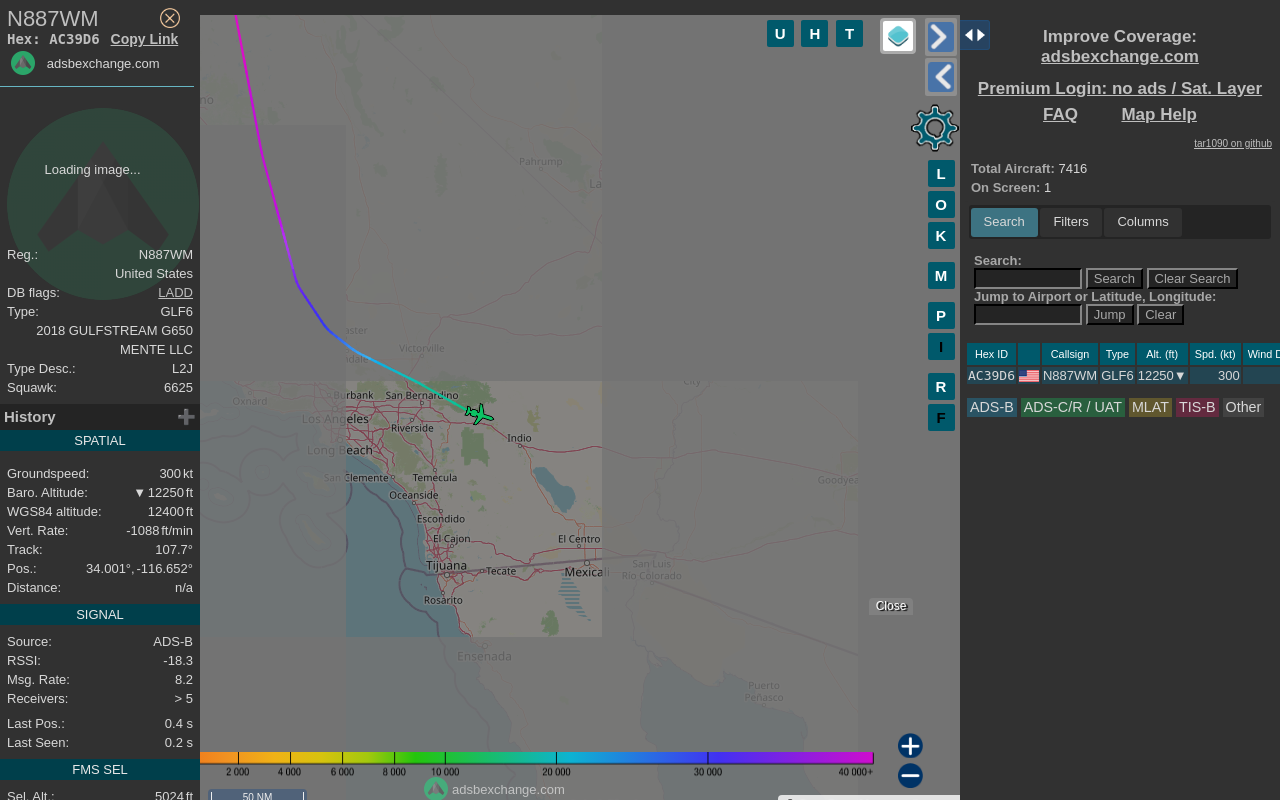 N887WM
Hex: AC39D6 Copy Link
adsbexchange.com
Loading image...
Reg.: N887WM
United States
DB flags: LADD
Type: GLF6
2018 GULFSTREAM G650
MENTE LLC
Type Desc.: L2J
Squawk: 6625
History
SPATIAL
Groundspeed: 300 kt
Baro. Altitude: ▼ 12250 ft
WGS84 altitude: 12400 ft
Vert. Rate: -1088 ft/min
Track: 107.7°
Pos.: 34.001°, -116.652°
Distance: n/a
SIGNAL
Source: ADS-B
RSSI: -18.3
Msg. Rate: 8.2
Receivers: > 5
Last Pos.: 0.4 s
Last Seen: 0.2 s
FMS SEL
Sel. Alt.: 5024 ft
U H T
L
O
K
M
P
I
R
F
Pahrump
Victorville
Oxnard
Burbank San Bernardino
Los Angeles
Riverside
Indio
Long Beach
San Clemente Temecula
Oceanside
Goodyea
Escondido
El Cajon El Centro
Tijuana Tecate Mexicali
San Luis
Río Colorado
Rosarito
Ensenada
Puerto
Peñasco
Close
2 000 4 000 6 000 8 000 10 000 20 000 30 000 40 000+
adsbexchange.com
50 NM
Improve Coverage:
adsbexchange.com
Premium Login: no ads / Sat. Layer
FAQ Map Help
tar1090 on github
Total Aircraft: 7416
On Screen: 1
Search Filters Columns
Search:
Search Clear Search
Jump to Airport or Latitude, Longitude:
Jump Clear
Hex ID Callsign Type Alt. (ft) Spd. (kt) Wind D
AC39D6 N887WM GLF6 12250▼ 300
ADS-B ADS-C/R / UAT MLAT TIS-B Other